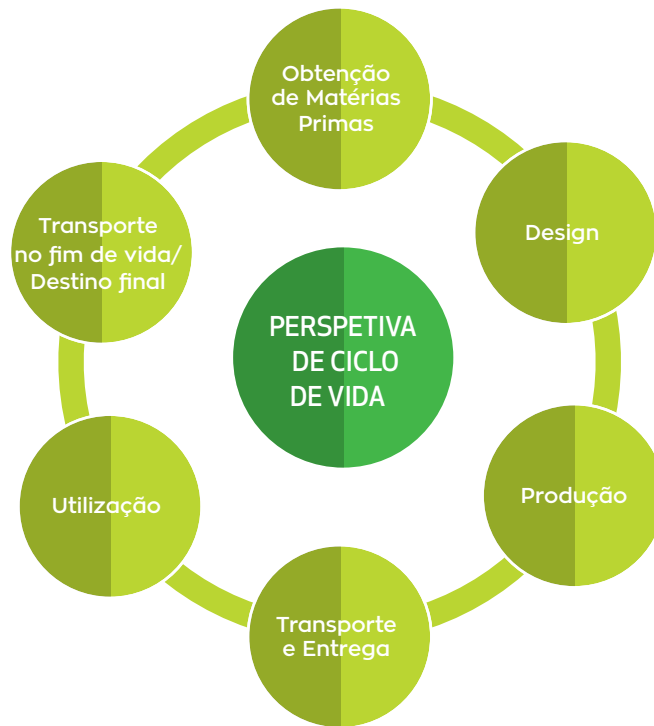 Obtenção
de Matérias
Primas
Design
Produção
Transporte
e Entrega
Utilização
Transporte
no fim de vida/
Destino final
PERSPETIVA
DE CICLO
DE VIDA